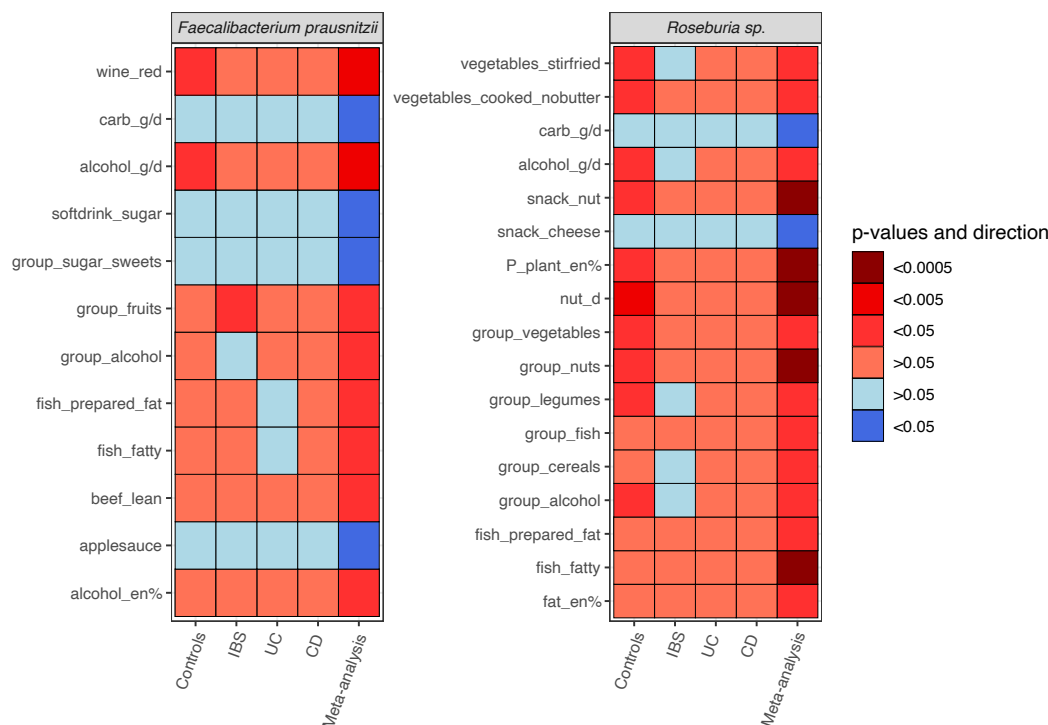 Faecalibacterium prausnitzii
wine_red
carb_g/d
alcohol_g/d
softdrink_sugar
group_sugar_sweets
group_fruits
group_alcohol
fish_prepared_fat
fish_fatty
beef_lean
applesauce
alcohol_en%
Controls
IBS
UC
CD
Meta-analysis
Roseburia sp.
vegetables_stirfried
vegetables_cooked_nobutter
carb_g/d
alcohol_g/d
snack_nut
snack_cheese
P_plant_en%
nut_d
group_vegetables
group_nuts
group_legumes
group_fish
group_cereals
group_alcohol
fish_prepared_fat
fish_fatty
fat_en%
Controls
IBS
UC
CD
Meta-analysis
p-values and direction
<0.0005
<0.005
<0.05
>0.05
>0.05
<0.05